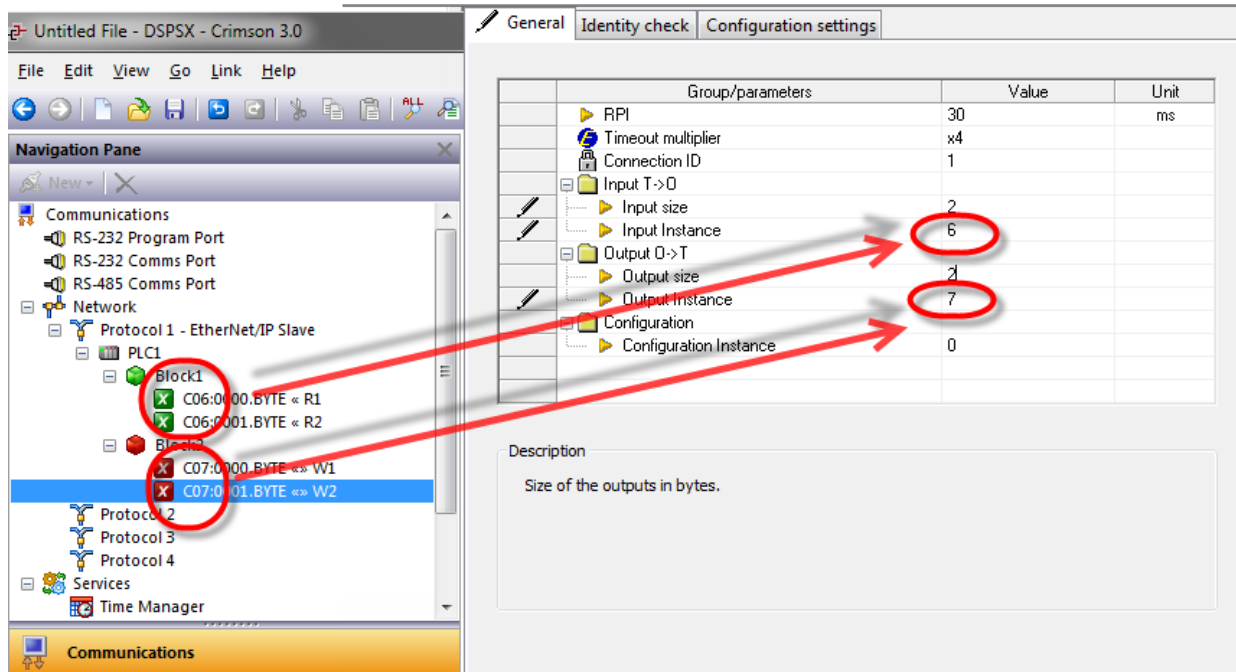 Untitled File - DSPSX - Crimson 3.0
File Edit View Go Link Help
ALL
Navigation Pane
New
Communications
RS-232 Program Port
RS-232 Comms Port
RS-485 Comms Port
Network
Protocol 1 - EtherNet/IP Slave
PLC1
Block1
C06:0000.BYTE « R1
C06:0001.BYTE « R2
Block2
C07:0000.BYTE «» W1
C07:0001.BYTE «» W2
Protocol 2
Protocol 3
Protocol 4
Services
Time Manager
Communications
General Identity check Configuration settings
Group/parameters Value Unit
RPI 30 ms
Timeout multiplier x4
Connection ID 1
Input T->O
Input size 2
Input Instance 6
Output O->T
Output size 2
Output Instance 7
Configuration
Configuration Instance 0
Description
Size of the outputs in bytes.